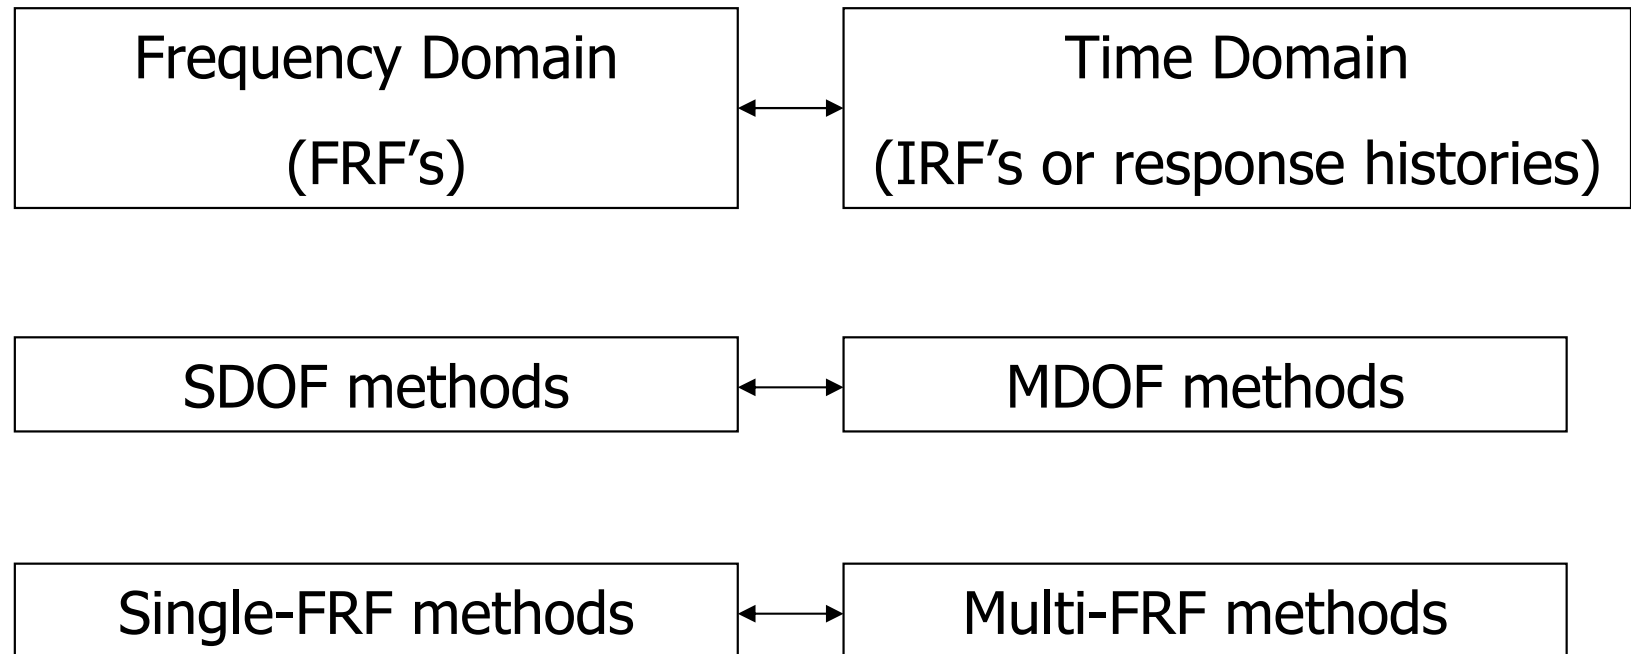 Frequency Domain
(FRF's)
Time Domain
(IRF's or response histories)
SDOF methods
MDOF methods
Single-FRF methods
Multi-FRF methods